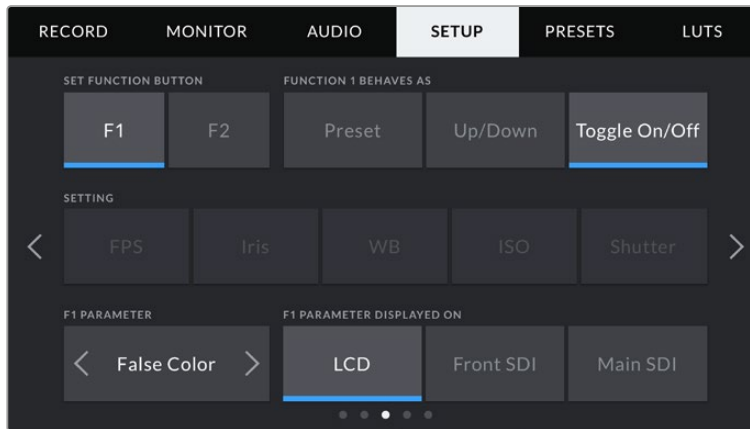 RECORD MONITOR AUDIO SETUP PRESETS LUTS
SET FUNCTION BUTTON FUNCTION 1 BEHAVES AS
F1 F2 Preset Up/Down Toggle On/Off
SETTING
FPS Iris WB ISO Shutter
F1 PARAMETER F1 PARAMETER DISPLAYED ON
False Color LCD Front SDI Main SDI